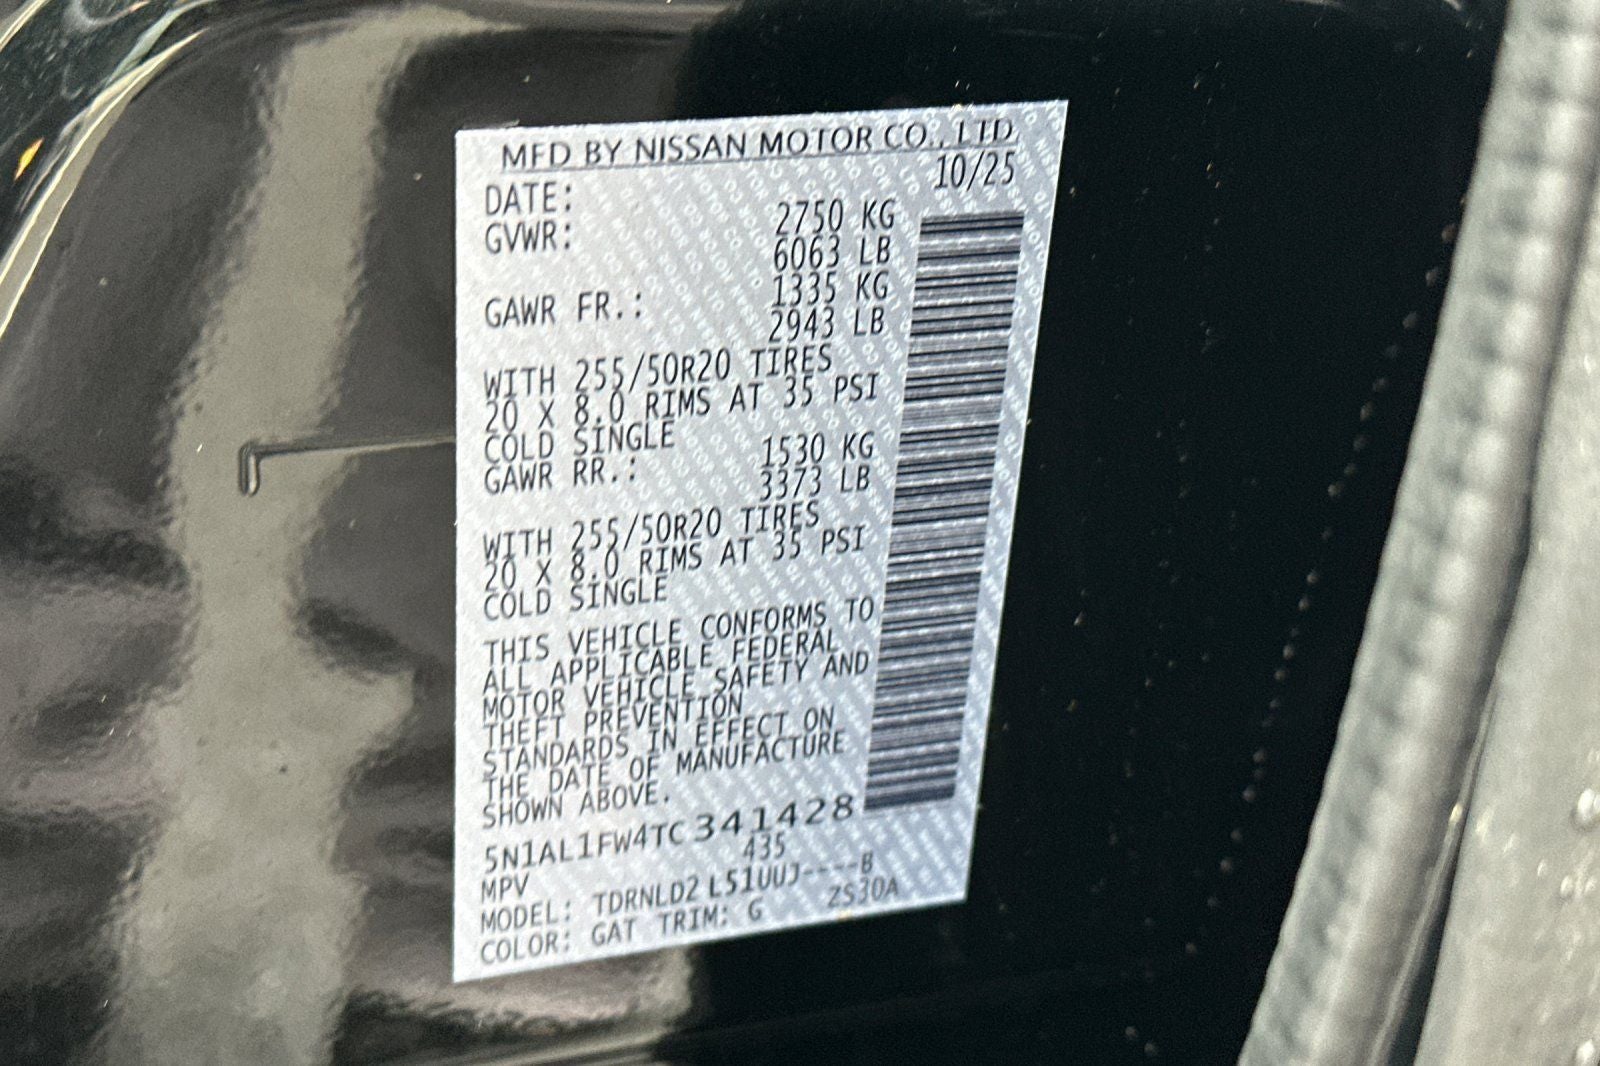 MFD BY NISSAN MOTOR CO., LTD
DATE: 10/25
GVWR: 2750 KG
6063 LB
GAWR FR.: 1335 KG
2943 LB
WITH 255/50R20 TIRES
20 X 8.0 RIMS AT 35 PSI
COLD SINGLE
GAWR RR.: 1530 KG
3373 LB
WITH 255/50R20 TIRES
20 X 8.0 RIMS AT 35 PSI
COLD SINGLE
THIS VEHICLE CONFORMS TO
ALL APPLICABLE FEDERAL
MOTOR VEHICLE SAFETY AND
THEFT PREVENTION
STANDARDS IN EFFECT ON
THE DATE OF MANUFACTURE
SHOWN ABOVE.
5N1AL1FW4TC341428
MPV 435
MODEL: TDRNLD2 L51UUJ----B
COLOR: GAT TRIM: G ZS30A